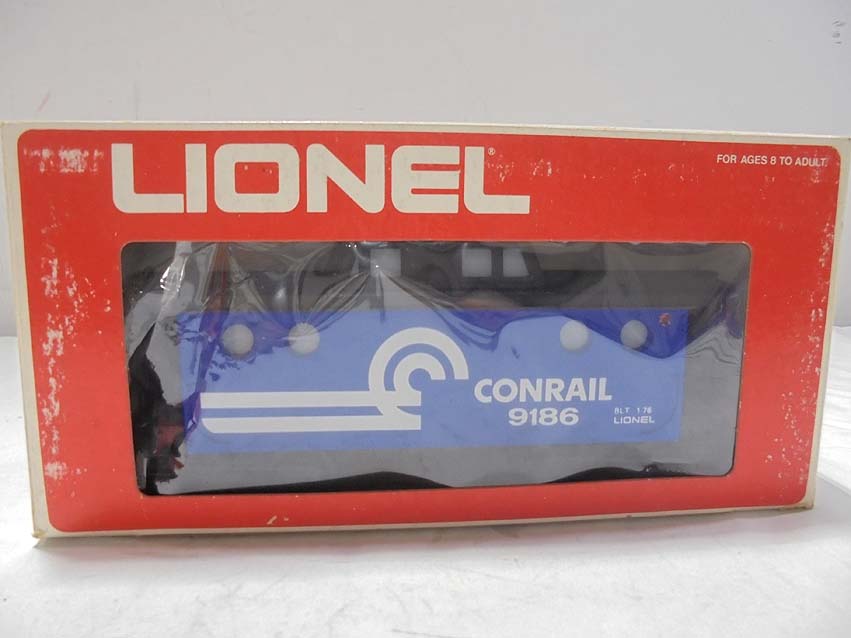 LIONEL®
FOR AGES 8 TO ADULT
CONRAIL
9186
BLT 1-76
LIONEL